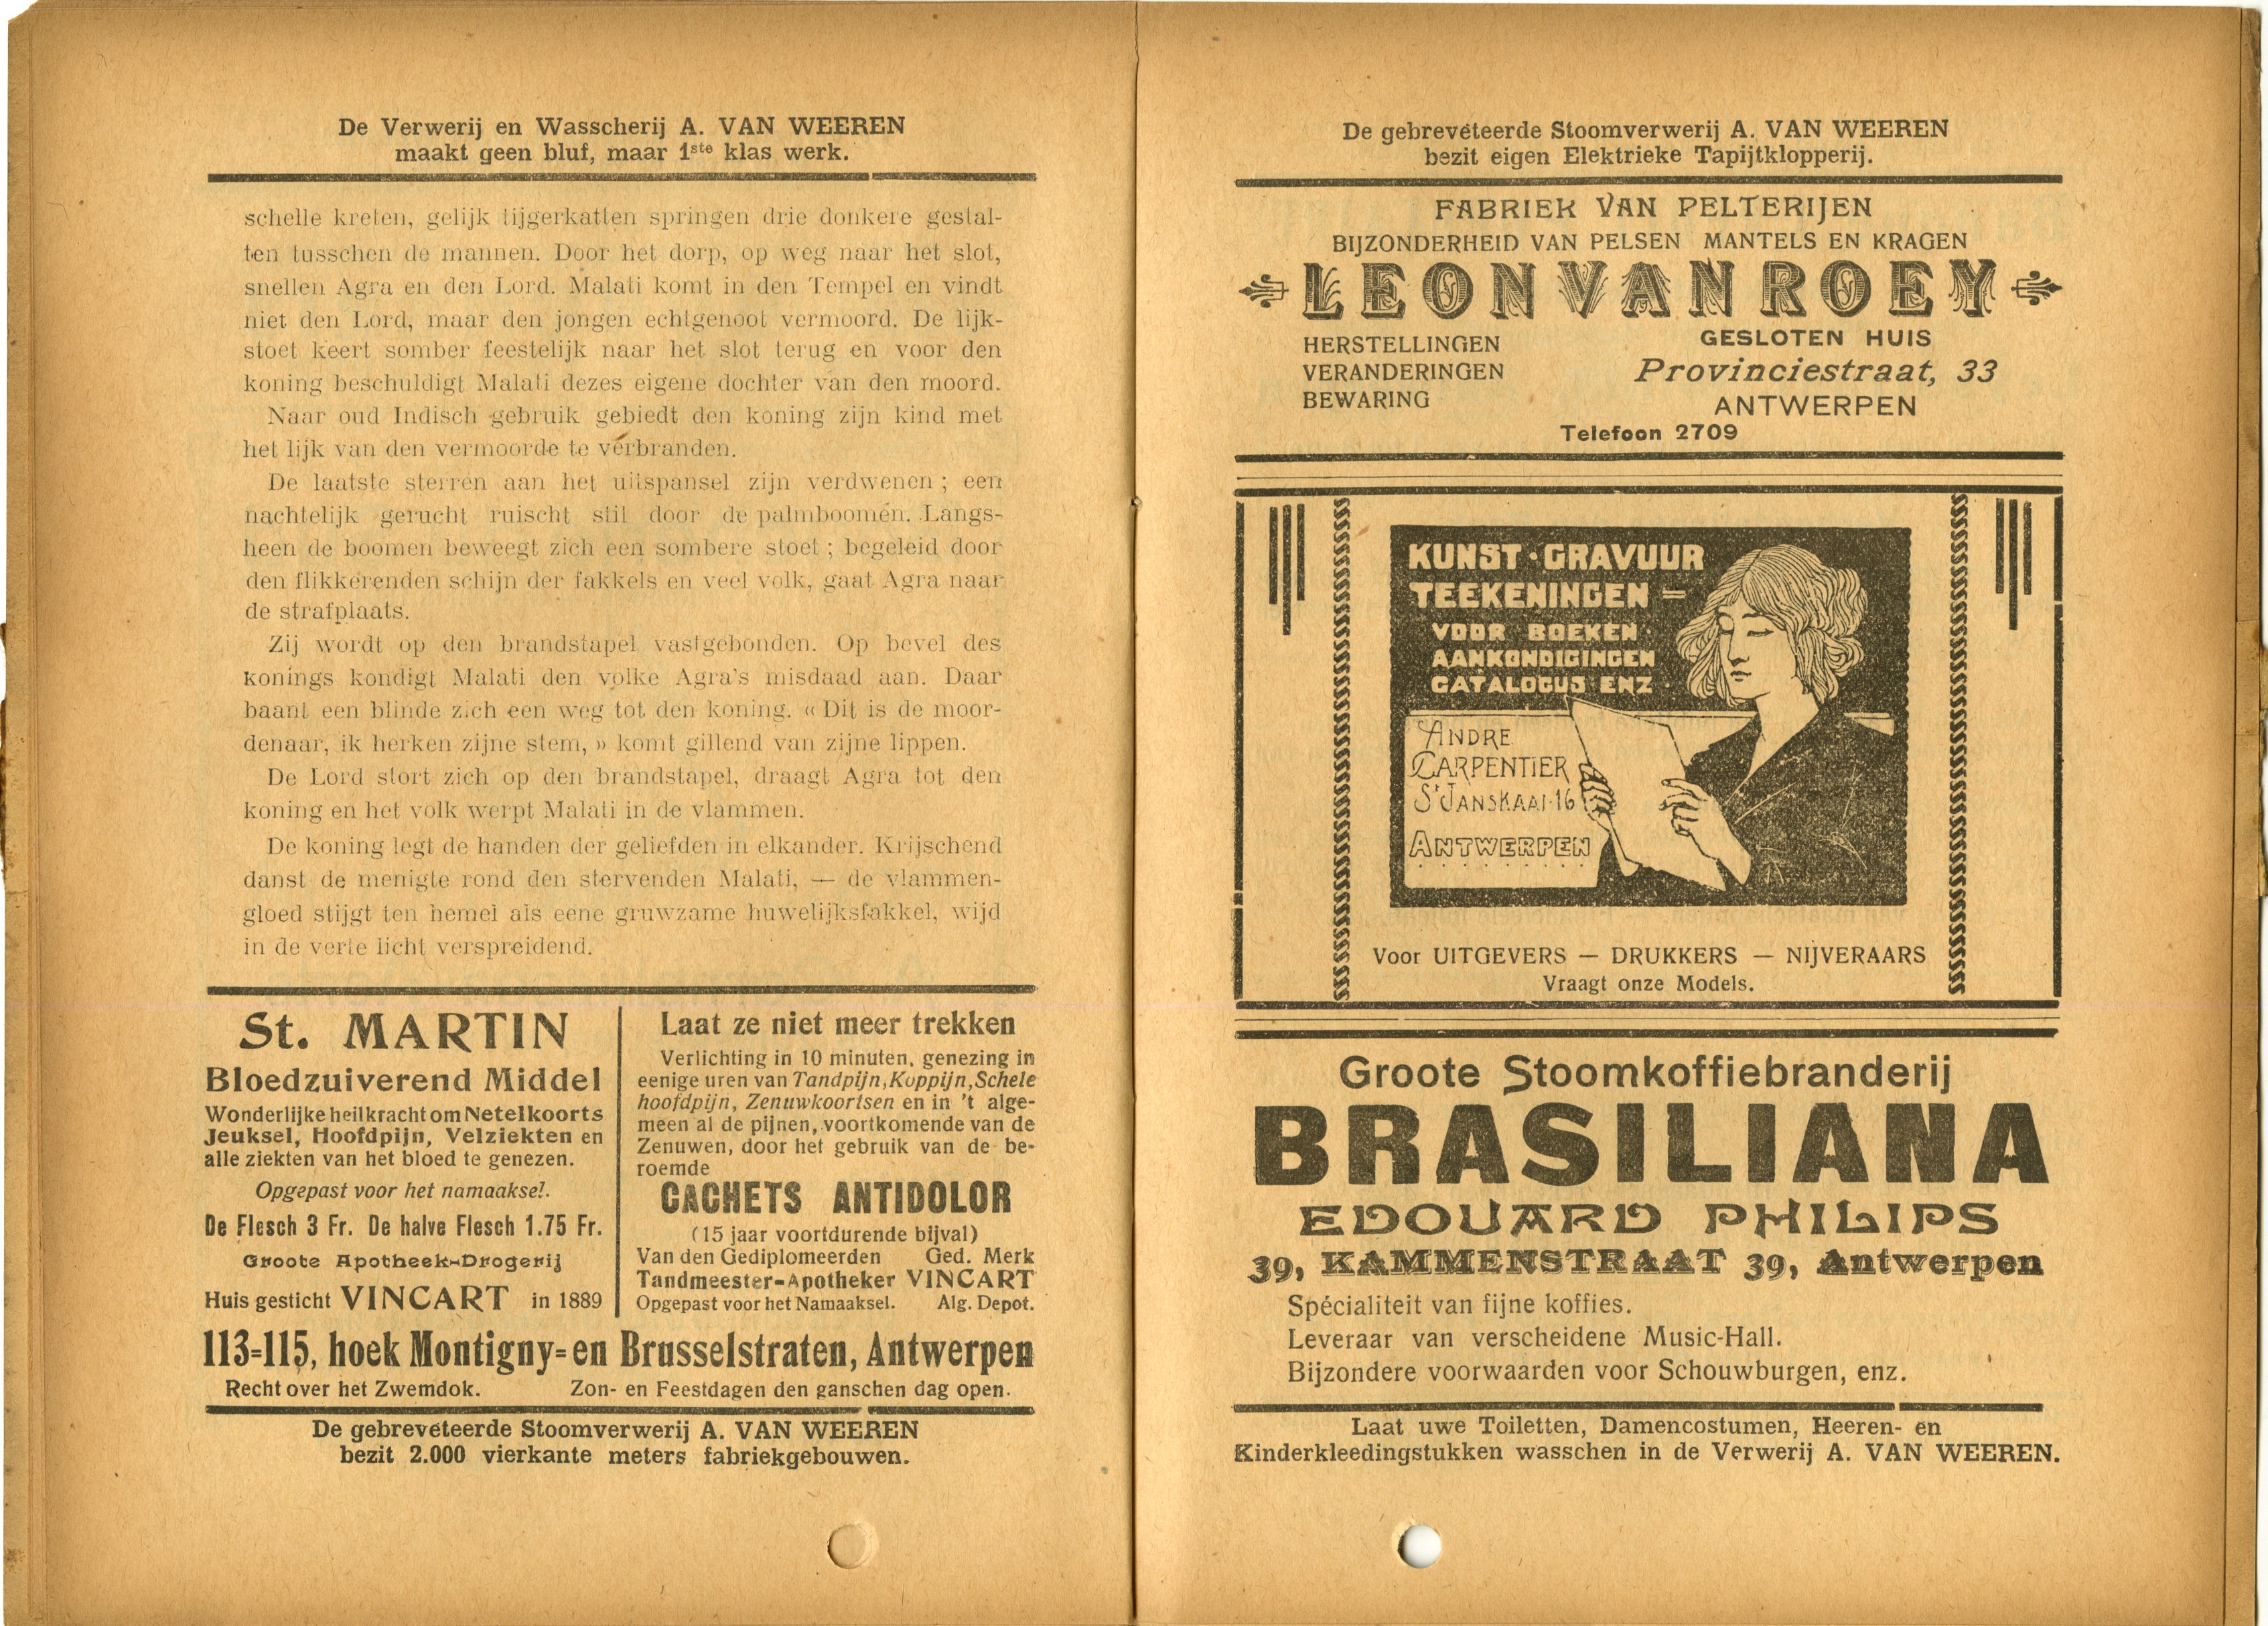 De Verwerij en Wasscherij A. VAN WEEREN
maakt geen bluf, maar 1ste klas werk.
schelle kreten, gelijk tijgerkatten springen drie donkere gestal-
ten tusschen de mannen. Door het dorp, op weg naar het slot,
snellen Agra en den Lord. Malati komt in den Tempel en vindt
niet den Lord, maar den jongen echtgenoot vermoord. De lijk-
stoet keert somber feestelijk naar het slot terug en voor den
koning beschuldigt Malati dezes eigene dochter van den moord.
Naar oud Indisch gebruik gebiedt den koning zijn kind met
het lijk van den vermoorde te verbranden.
De laatste sterren aan het uitspansel zijn verdwenen ; een
nachtelijk gerucht ruischt stil door de palmboomen. Langs-
heen de boomen beweegt zich een sombere stoet ; begeleid door
den flikkerenden schijn der fakkels en veel volk, gaat Agra naar
de strafplaats.
Zij wordt op den brandstapel vastgebonden. Op bevel des
konings kondigt Malati den volke Agra's misdaad aan. Daar
baant een blinde zich een weg tot den koning. « Dit is de moor-
denaar, ik herken zijne stem, » komt gillend van zijne lippen.
De Lord stort zich op den brandstapel, draagt Agra tot den
koning en het volk werpt Malati in de vlammen.
De koning legt de handen der geliefden in elkander. Krijschend
danst de menigte rond den stervenden Malati, — de vlammen-
gloed stijgt ten hemel als eene gruwzame huwelijksfakkel, wijd
in de verte licht verspreidend.
St. MARTIN
Bloedzuiverend Middel
Wonderlijke heilkracht om Netelkoorts
Jeuksel, Hoofdpijn, Velziekten en
alle ziekten van het bloed te genezen.
Opgepast voor het namaaksel.
De Flesch 3 Fr. De halve Flesch 1.75 Fr.
Groote Apotheek-Drogerij
Huis gesticht VINCART in 1889
Laat ze niet meer trekken
Verlichting in 10 minuten, genezing in
eenige uren van Tandpijn, Koppijn, Schele
hoofdpijn, Zenuwkoortsen en in 't alge-
meen al de pijnen, voortkomende van de
Zenuwen, door het gebruik van de be-
roemde
CACHETS ANTIDOLOR
(15 jaar voortdurende bijval)
Van den Gediplomeerden Ged. Merk
Tandmeester-Apotheker VINCART
Opgepast voor het Namaaksel. Alg. Depot.
113=115, hoek Montigny= en Brusselstraten, Antwerpen
Recht over het Zwemdok. Zon- en Feestdagen den ganschen dag open.
De gebreveteerde Stoomverwerij A. VAN WEEREN
bezit 2.000 vierkante meters fabriekgebouwen.
De gebreveteerde Stoomverwerij A. VAN WEEREN
bezit eigen Elektrieke Tapijtklopperij.
FABRIEK VAN PELTERIJEN
BIJZONDERHEID VAN PELSEN MANTELS EN KRAGEN
LEON VAN ROEY
HERSTELLINGEN
VERANDERINGEN
BEWARING
GESLOTEN HUIS
Provinciestraat, 33
ANTWERPEN
Telefoon 2709
KUNST·GRAVUUR
TEEKENINGEN
VOOR BOEKEN
AANKONDIGINGEN
CATALOGUS ENZ
ANDRE
CARPENTIER
ST JANSKAAI·16
ANTWERPEN
Voor UITGEVERS — DRUKKERS — NIJVERAARS
Vraagt onze Models.
Groote Stoomkoffiebranderij
BRASILIANA
EDOUARD PHILIPS
39, KAMMENSTRAAT 39, Antwerpen
Spécialiteit van fijne koffies.
Leveraar van verscheidene Music-Hall.
Bijzondere voorwaarden voor Schouwburgen, enz.
Laat uwe Toiletten, Damencostumen, Heeren- en
Kinderkleedingstukken wasschen in de Verwerij A. VAN WEEREN.